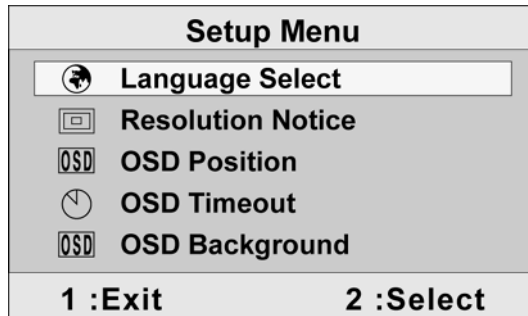 Setup Menu
Language Select
Resolution Notice
OSD OSD Position
OSD Timeout
OSD OSD Background
1 :Exit 2 :Select